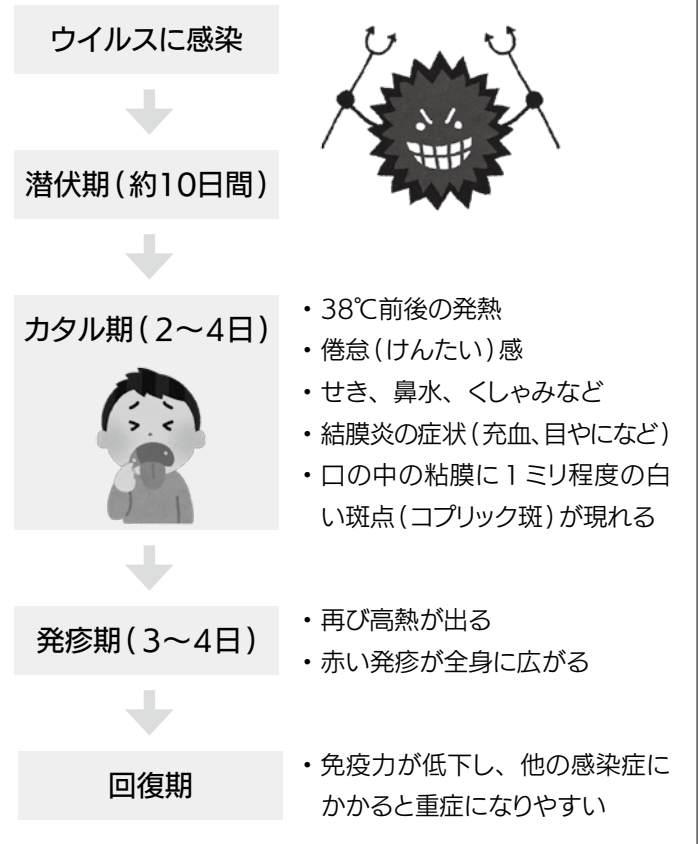 ウイルスに感染
潜伏期(約10日間)
カタル期(2〜4日)
・38℃前後の発熱
・倦怠(けんたい)感
・せき、鼻水、くしゃみなど
・結膜炎の症状(充血、目やになど)
・口の中の粘膜に1ミリ程度の白
い斑点(コプリック斑)が現れる
発疹期(3〜4日)
・再び高熱が出る
・赤い発疹が全身に広がる
回復期
・免疫力が低下し、他の感染症に
かかると重症になりやすい